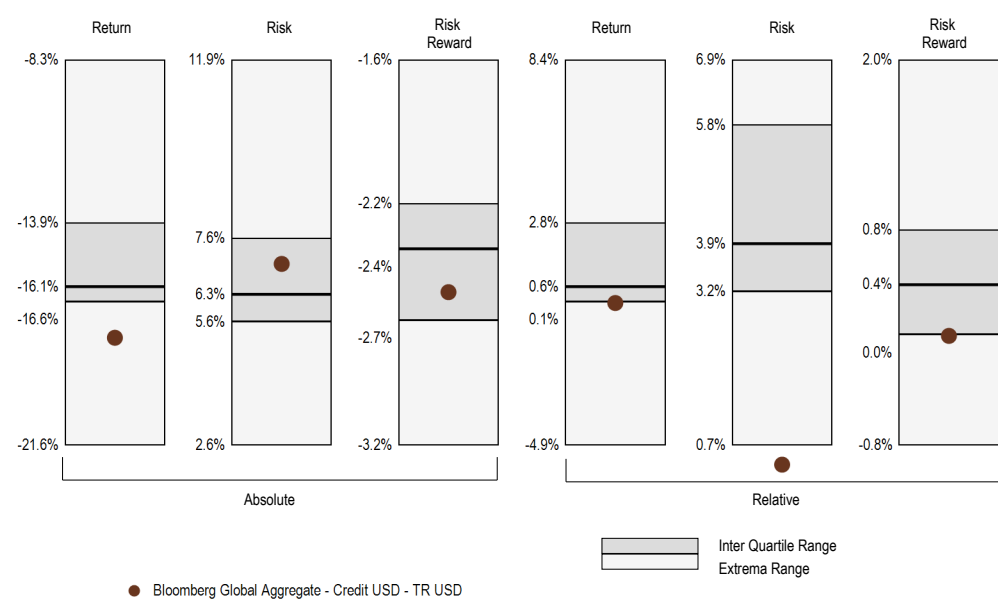 Return
Risk
Risk
Reward
Return
Risk
Risk
Reward
-8.3%
11.9%
-1.6%
8.4%
6.9%
2.0%
5.8%
-2.2%
-13.9%
2.8%
0.8%
7.6%
3.9%
-2.4%
-16.1%
6.3%
0.6%
3.2%
0.4%
-16.6%
5.6%
0.1%
-2.7%
0.0%
-21.6%
2.6%
-3.2%
-4.9%
0.7%
-0.8%
Absolute
Relative
Inter Quartile Range
Extrema Range
Bloomberg Global Aggregate - Credit USD - TR USD